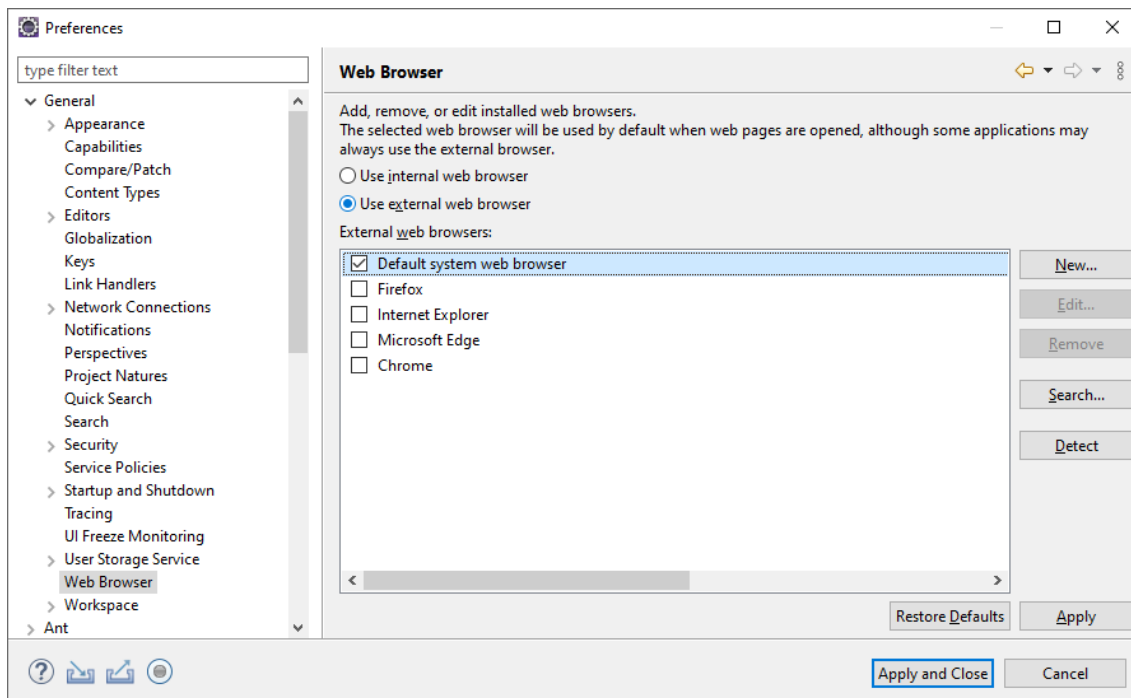 Preferences
type filter text
General
Appearance
Capabilities
Compare/Patch
Content Types
Editors
Globalization
Keys
Link Handlers
Network Connections
Notifications
Perspectives
Project Natures
Quick Search
Search
Security
Service Policies
Startup and Shutdown
Tracing
UI Freeze Monitoring
User Storage Service
Web Browser
Workspace
Ant
Web Browser
Add, remove, or edit installed web browsers.
The selected web browser will be used by default when web pages are opened, although some applications may
always use the external browser.
Use internal web browser
Use external web browser
External web browsers:
Default system web browser
Firefox
Internet Explorer
Microsoft Edge
Chrome
New...
Edit...
Remove
Search...
Detect
Restore Defaults
Apply
Apply and Close
Cancel